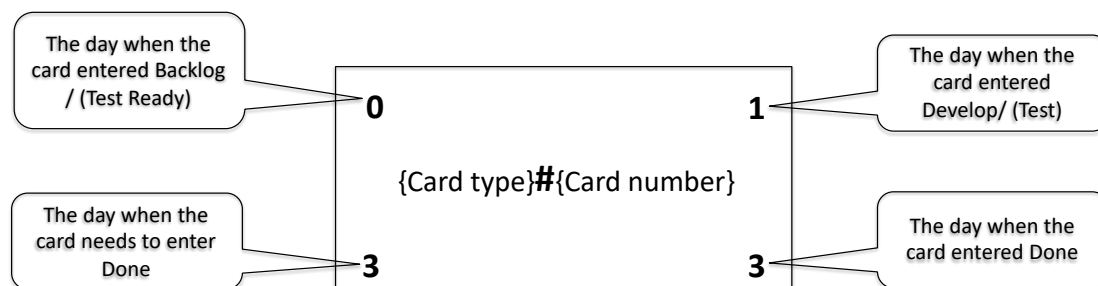 The day when the
card entered Backlog
/ (Test Ready)
0
1
The day when the
card entered
Develop/ (Test)
{Card type}#{Card number}
The day when the
card needs to enter
Done
3
3
The day when the
card entered Done